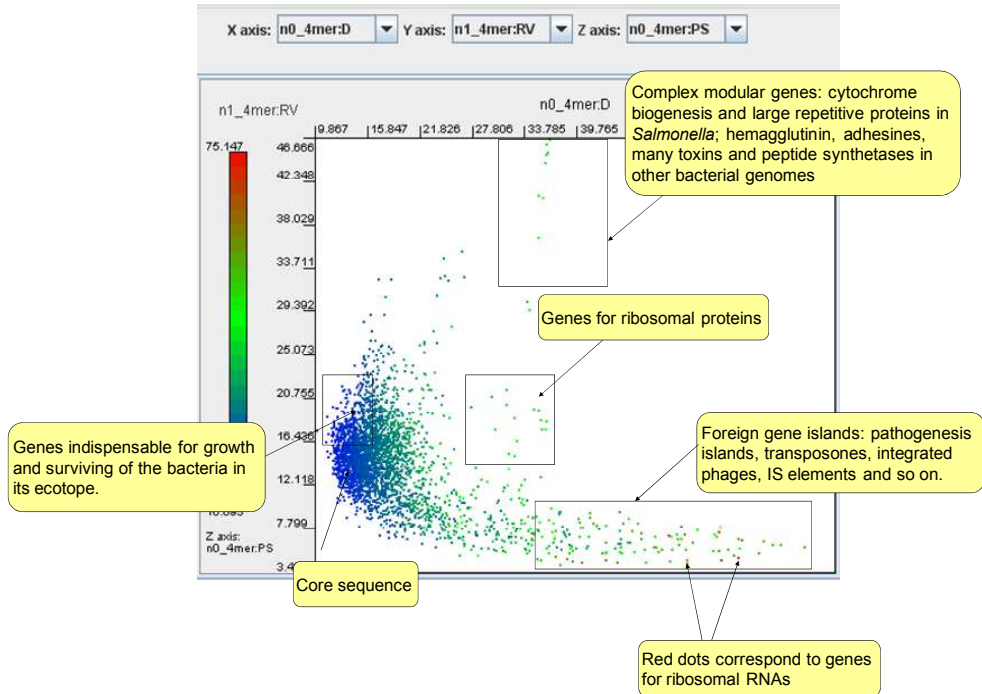 X axis: n0_4mer:D Y axis: n1_4mer:RV Z axis: n0_4mer:PS
n1_4mer:RV
n0_4mer:D
9.867 15.847 21.826 27.806 33.785 39.765
75.147
46.666
42.348
38.029
33.711
29.392
25.073
20.755
16.436
12.118
7.799
Z axis:
n0_4mer:PS
Complex modular genes: cytochrome
biogenesis and large repetitive proteins in
Salmonella; hemagglutinin, adhesines,
many toxins and peptide synthetases in
other bacterial genomes
Genes for ribosomal proteins
Genes indispensable for growth
and surviving of the bacteria in
its ecotope.
Foreign gene islands: pathogenesis
islands, transposones, integrated
phages, IS elements and so on.
Core sequence
Red dots correspond to genes
for ribosomal RNAs